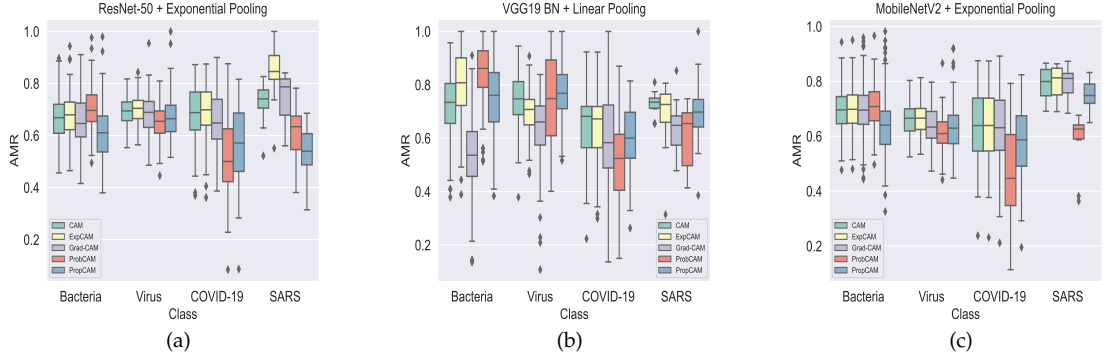 ResNet-50 + Exponential Pooling
1.0
0.8
0.6
0.4
0.2
AMR
CAM
ExpCAM
Grad-CAM
ProbCAM
PropCAM
Bacteria Virus COVID-19 SARS
Class
(a)
VGG19 BN + Linear Pooling
1.0
0.8
0.6
0.4
0.2
AMR
CAM
ExpCAM
Grad-CAM
ProbCAM
PropCAM
Bacteria Virus COVID-19 SARS
Class
(b)
MobileNetV2 + Exponential Pooling
1.0
0.8
0.6
0.4
0.2
AMR
CAM
ExpCAM
Grad-CAM
ProbCAM
PropCAM
Bacteria Virus COVID-19 SARS
Class
(c)